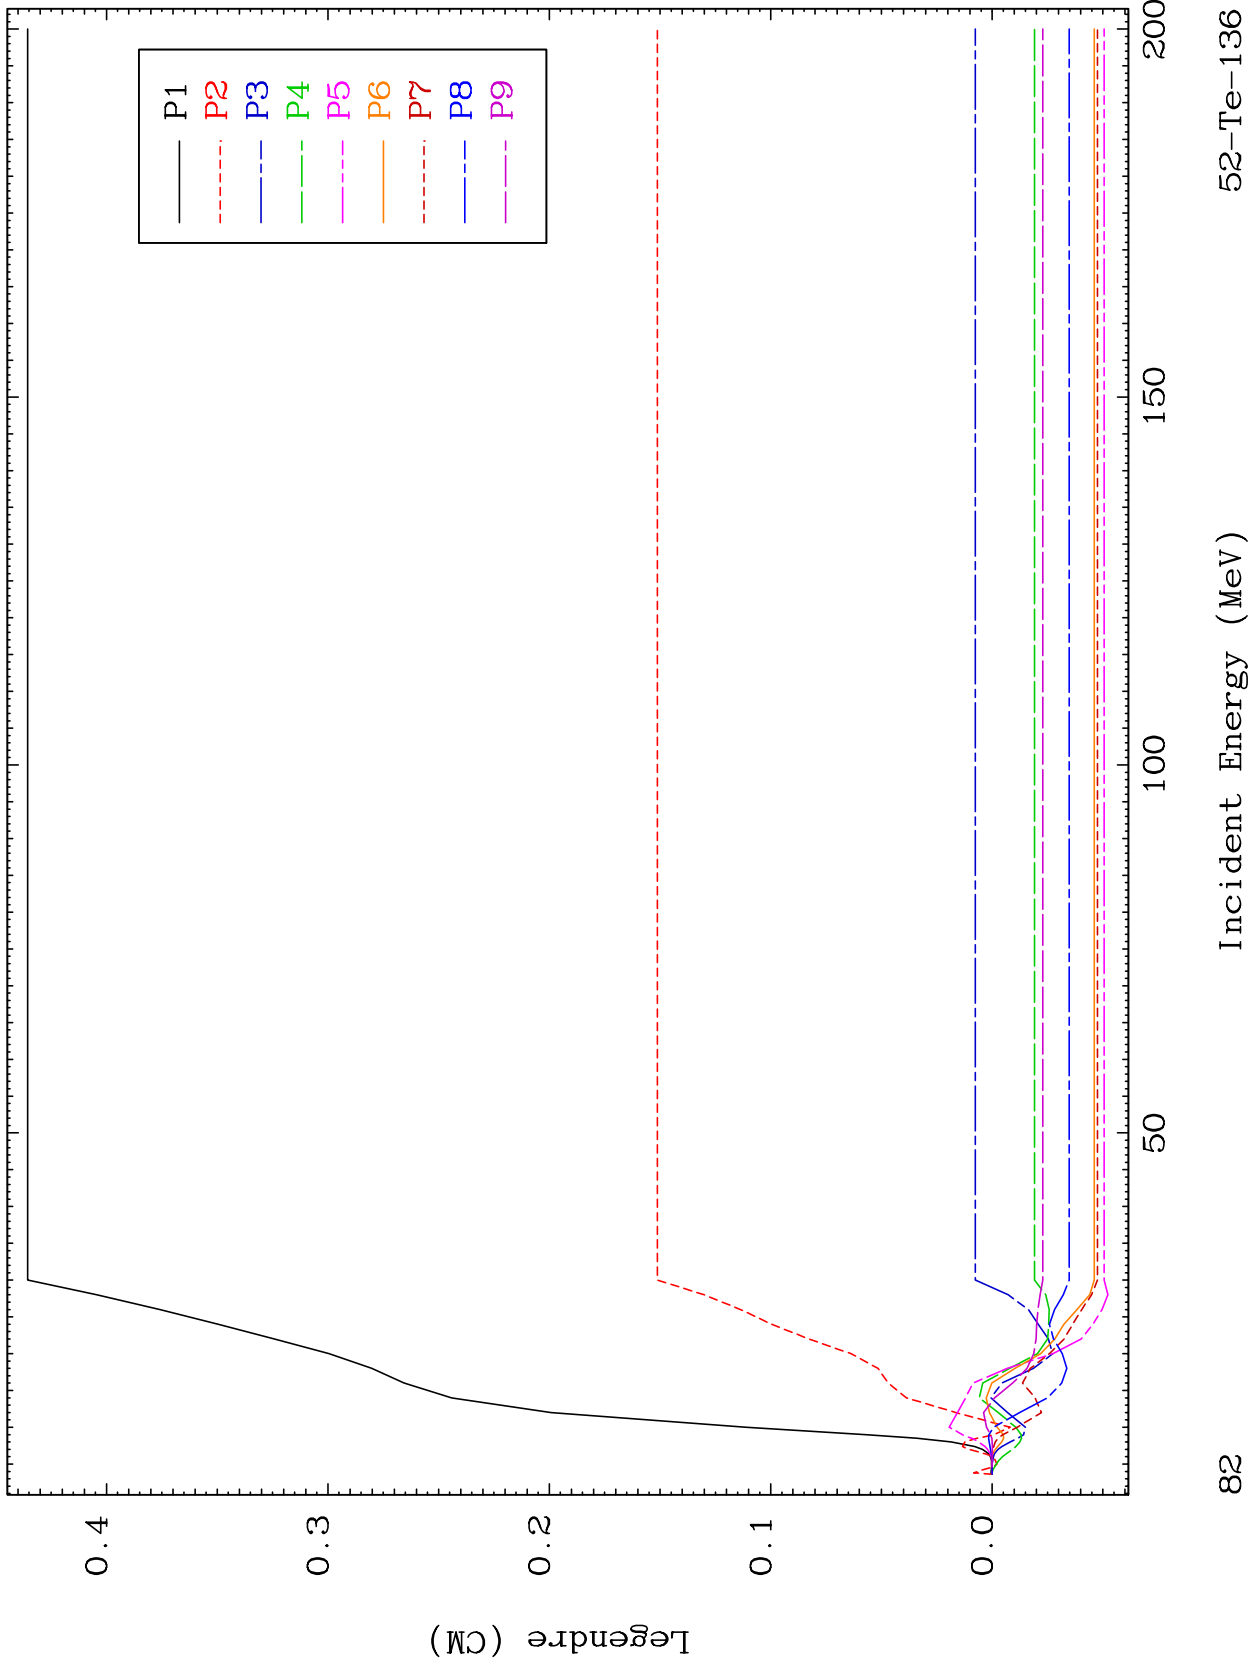 P1
P2
P3
P4
P5
P6
P7
P8
P9
Legendre (CM)
0.4
0.3
0.2
0.1
0.0
50
100
150
200
Incident Energy (MeV)
82
52-Te-136